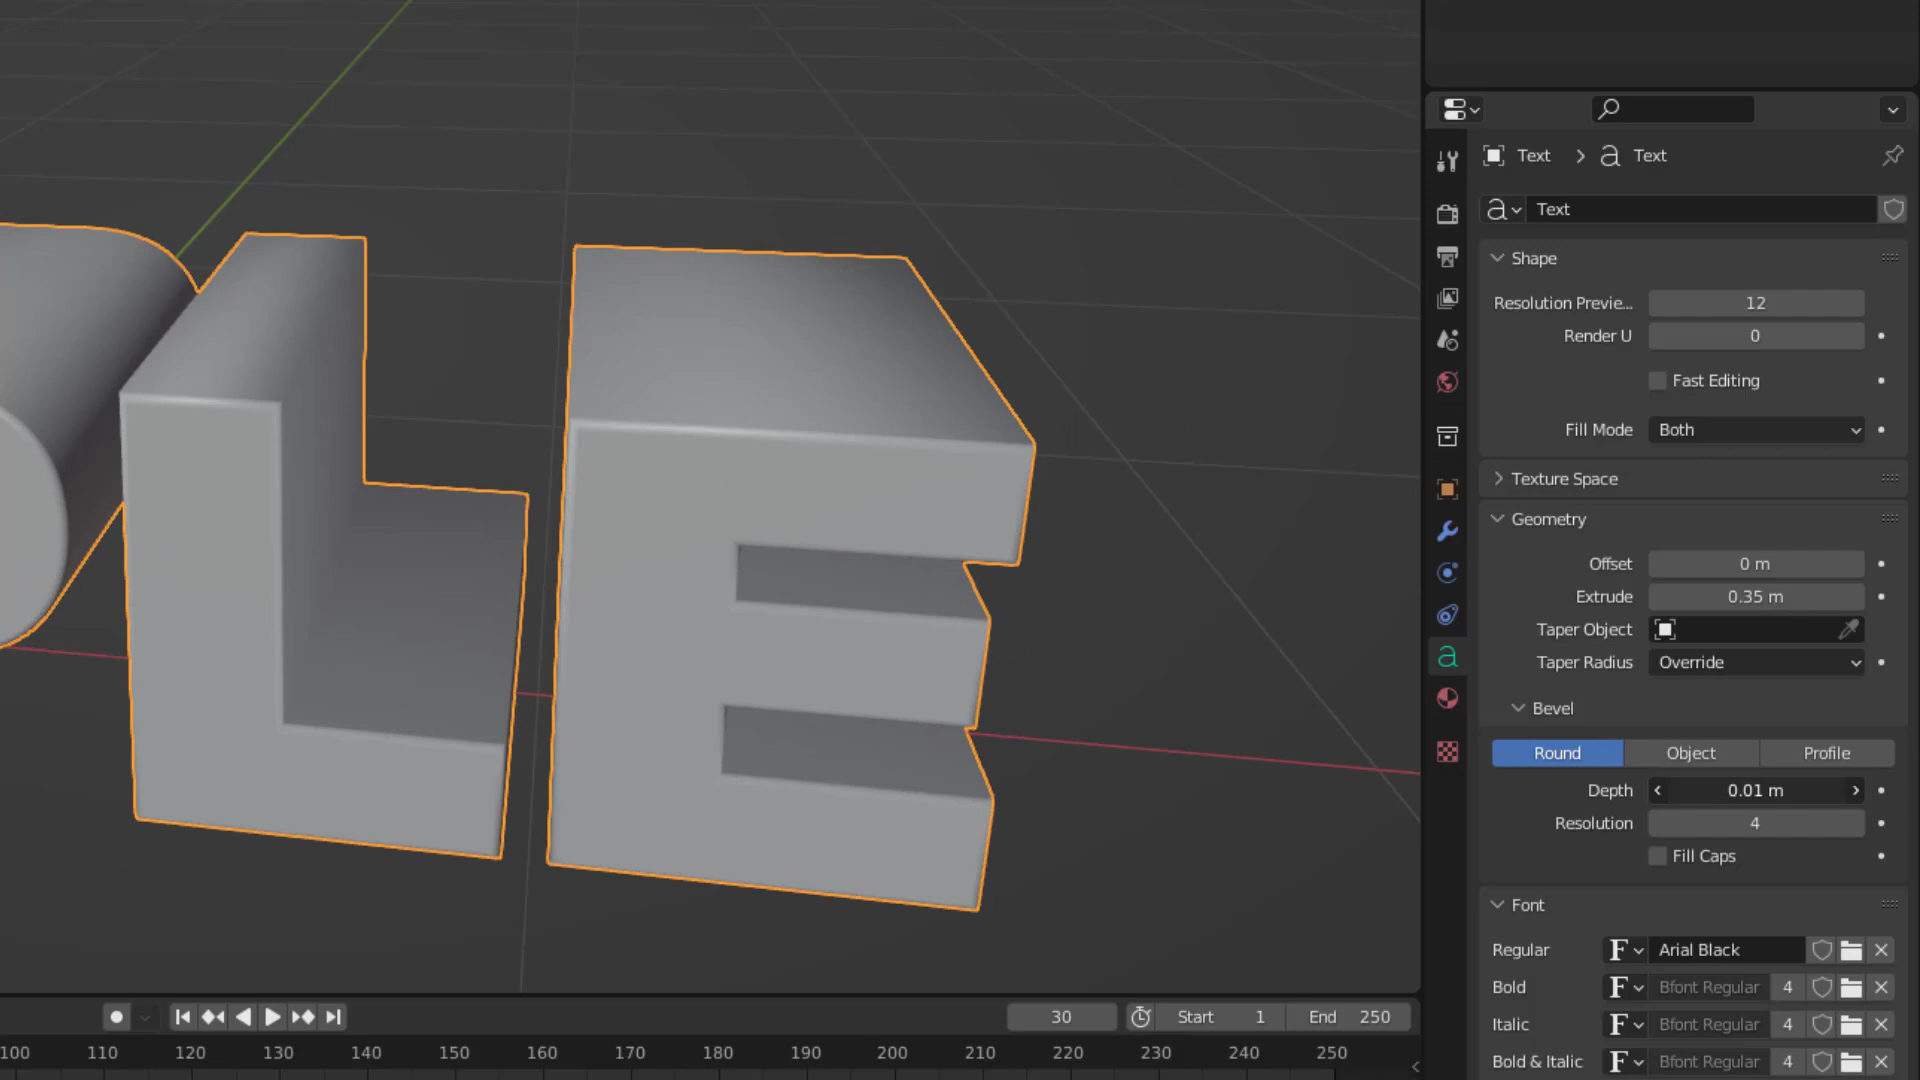 Text > a Text
a Text
Shape
Resolution Previe... 12
Render U 0
Fast Editing
Fill Mode Both
Texture Space
Geometry
Offset 0 m
Extrude 0.35 m
Taper Object
Taper Radius Override
Bevel
Round Object Profile
Depth 0.01 m
Resolution 4
Fill Caps
Font
Regular F Arial Black
Bold F Bfont Regular 4
Italic F Bfont Regular 4
Bold & Italic F Bfont Regular 4
LE
30 Start 1 End 250
100 110 120 130 140 150 160 170 180 190 200 210 220 230 240 250